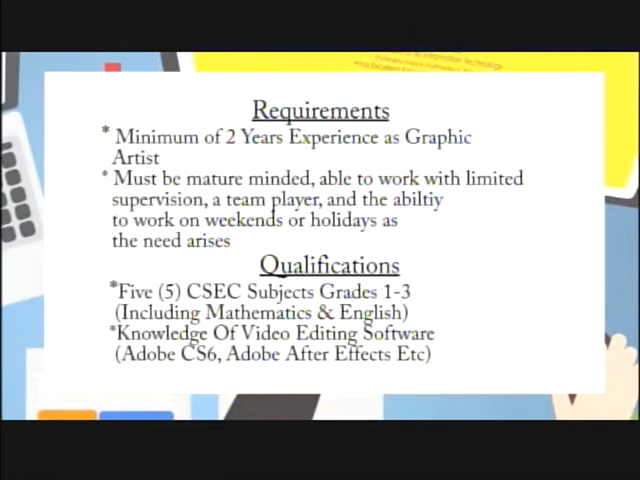 Information Technology
Requirements
* Minimum of 2 Years Experience as Graphic
Artist
* Must be mature minded, able to work with limited
supervision, a team player, and the abiltiy
to work on weekends or holidays as
the need arises
Qualifications
*Five (5) CSEC Subjects Grades 1-3
(Including Mathematics & English)
*Knowledge Of Video Editing Software
(Adobe CS6, Adobe After Effects Etc)